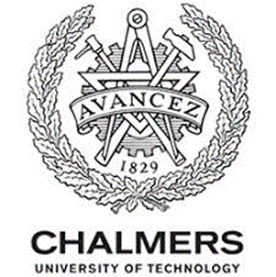 AVANCEZ
1829
CHALMERS
UNIVERSITY OF TECHNOLOGY